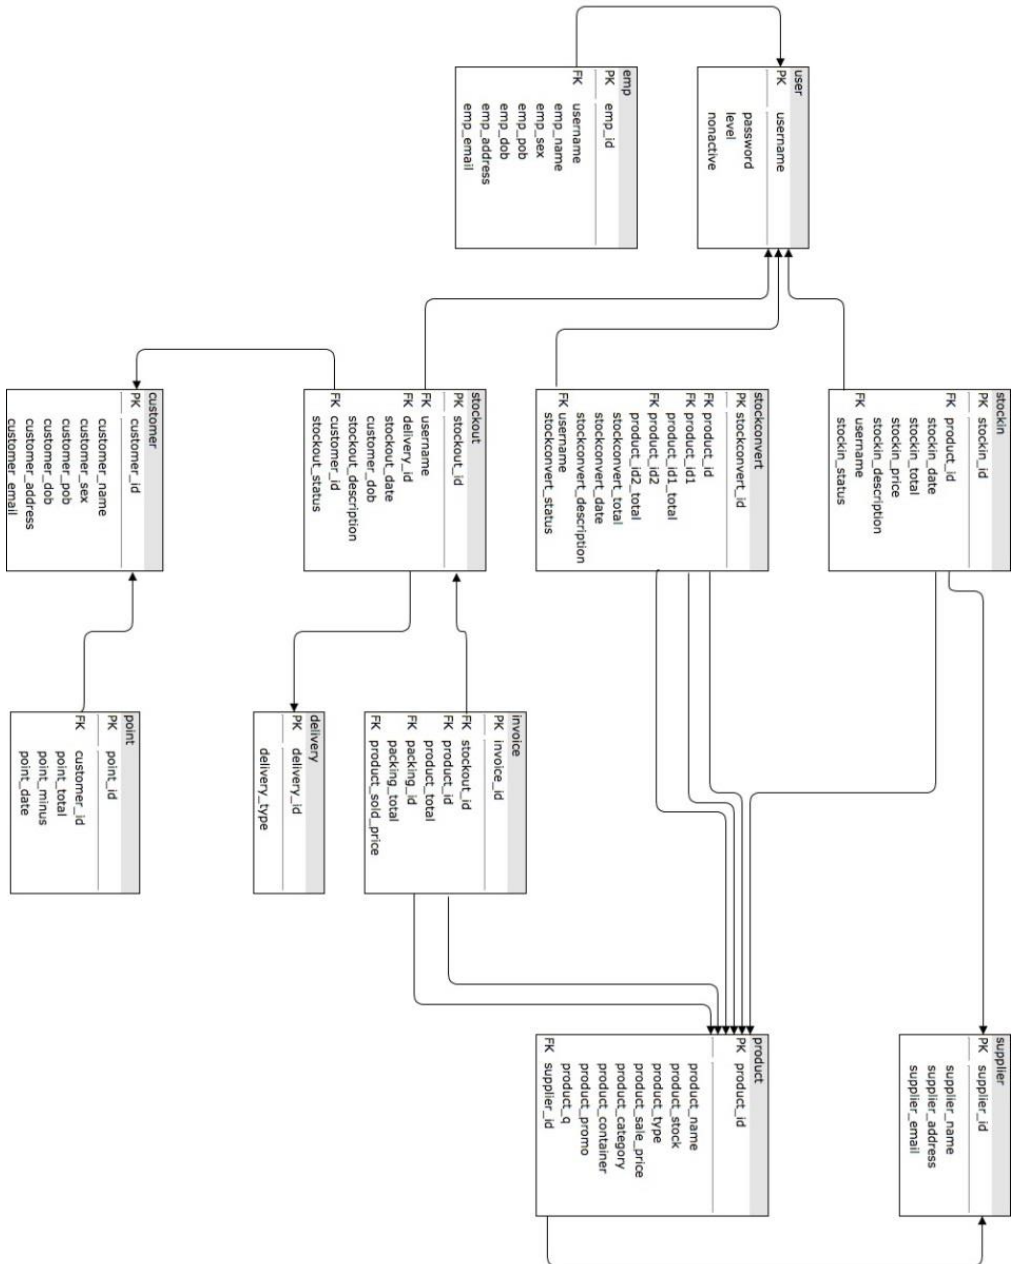 user
PK username
password
level
nonactive
emp
PK emp_id
FK username
emp_name
emp_sex
emp_pob
emp_dob
emp_address
emp_email
stockin
PK stockin_id
FK product_id
stockin_date
stockin_total
stockin_price
stockin_description
FK username
stockin_status
stockconvert
PK stockconvert_id
FK product_id
FK product_id1
product_id1_total
FK product_id2
product_id2_total
stockconvert_total
stockconvert_date
stockconvert_description
FK username
stockconvert_status
stockout
PK stockout_id
FK username
FK delivery_id
stockout_date
customer_dob
stockout_description
FK customer_id
stockout_status
customer
PK customer_id
customer_name
customer_sex
customer_pob
customer_dob
customer_address
customer_email
invoice
PK invoice_id
FK stockout_id
FK product_id
product_total
FK packing_id
packing_total
FK product_sold_price
delivery
PK delivery_id
delivery_type
point
PK point_id
FK customer_id
point_total
point_minus
point_date
supplier
PK supplier_id
supplier_name
supplier_address
supplier_email
product
PK product_id
product_name
product_stock
product_type
product_sale_price
product_category
product_container
product_promo
product_q
FK supplier_id